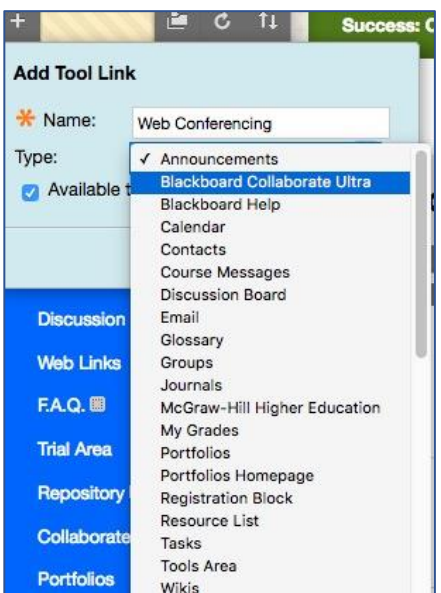 +
Success: C
Add Tool Link
* Name: Web Conferencing
Type:
✓ Announcements
Available t
Blackboard Collaborate Ultra
Blackboard Help
Calendar
Contacts
Course Messages
Discussion Board
Email
Glossary
Groups
Journals
McGraw-Hill Higher Education
My Grades
Portfolios
Portfolios Homepage
Registration Block
Resource List
Tasks
Tools Area
Wikis
Discussion
Web Links
F.A.Q.
Trial Area
Repository
Collaborate
Portfolios